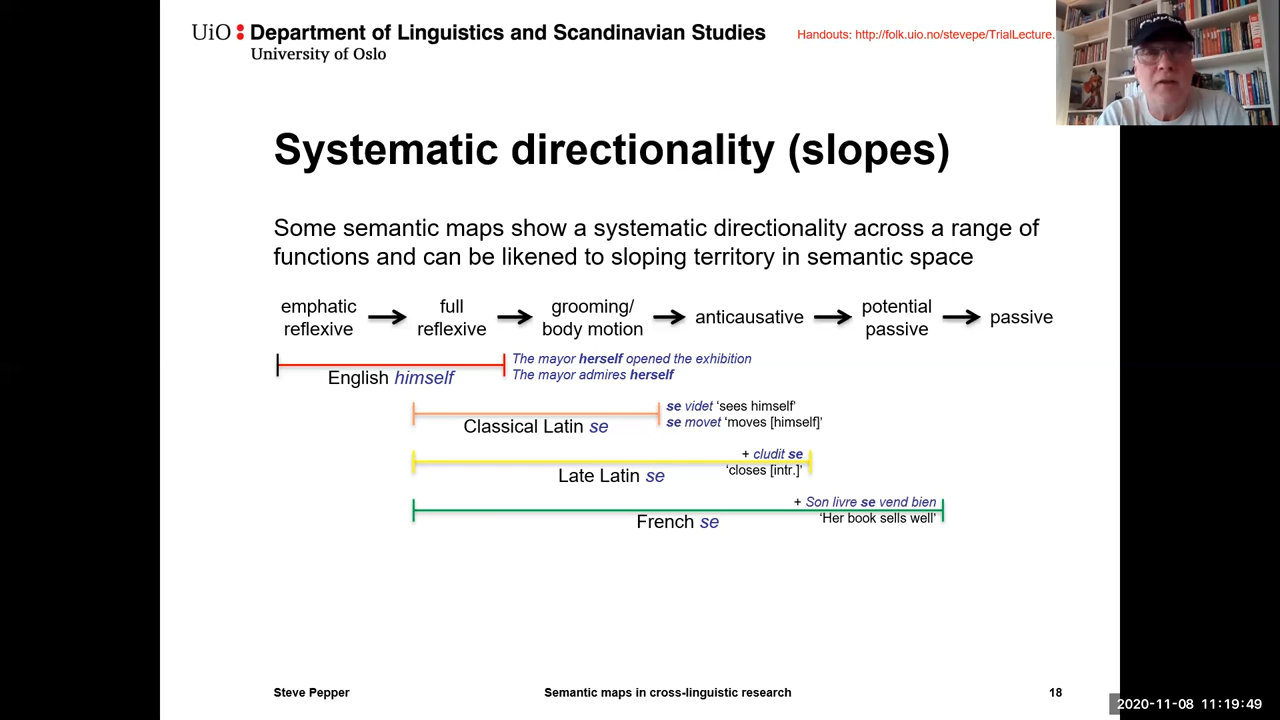 UiO : Department of Linguistics and Scandinavian Studies
University of Oslo
Handouts: http://folk.uio.no/stevepe/TrialLecture.
Systematic directionality (slopes)
Some semantic maps show a systematic directionality across a range of
functions and can be likened to sloping territory in semantic space
emphatic reflexive → full reflexive → grooming/ body motion → anticausative → potential passive → passive
English himself
The mayor herself opened the exhibition
The mayor admires herself
Classical Latin se
se videt ‘sees himself’
se movet ‘moves [himself]’
Late Latin se
+ cludit se
‘closes [intr.]’
French se
+ Son livre se vend bien
‘Her book sells well’
Steve Pepper
Semantic maps in cross-linguistic research
18
2020-11-08 11:19:49